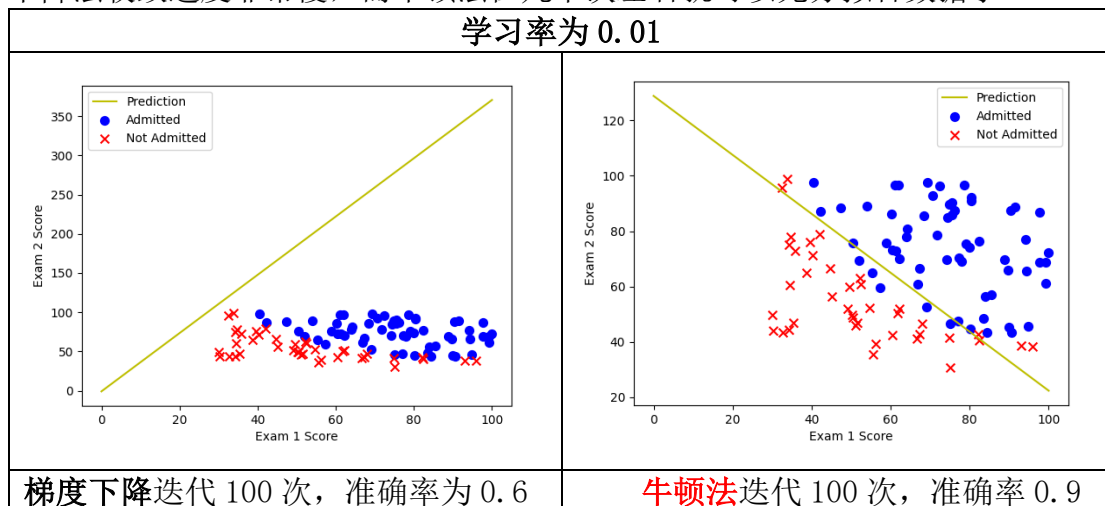 学习率为 0.01
Prediction
Admitted
Not Admitted
350
300
250
200
150
100
50
0
Exam 2 Score
0 20 40 60 80 100
Exam 1 Score
Prediction
Admitted
Not Admitted
120
100
80
60
40
20
Exam 2 Score
0 20 40 60 80 100
Exam 1 Score
梯度下降迭代 100 次，准确率为 0.6
牛顿法迭代 100 次，准确率 0.9